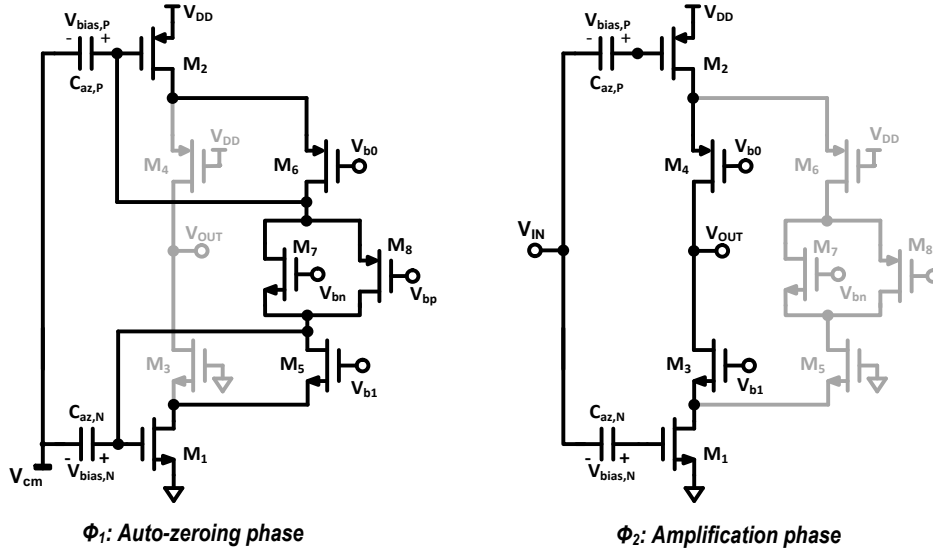 V_DD
V_bias,P
- +
C_az,P
M_2
V_DD
M_4
M_6
V_b0
V_OUT
M_7
M_8
V_bn
V_bp
M_3
M_5
V_b1
C_az,N
M_1
- +
V_bias,N
V_cm
Φ_1: Auto-zeroing phase
V_DD
V_bias,P
- +
C_az,P
M_2
V_b0
M_4
V_DD
M_6
V_IN
V_OUT
M_7
M_8
V_bn
M_3
V_b1
M_5
C_az,N
M_1
- +
V_bias,N
Φ_2: Amplification phase